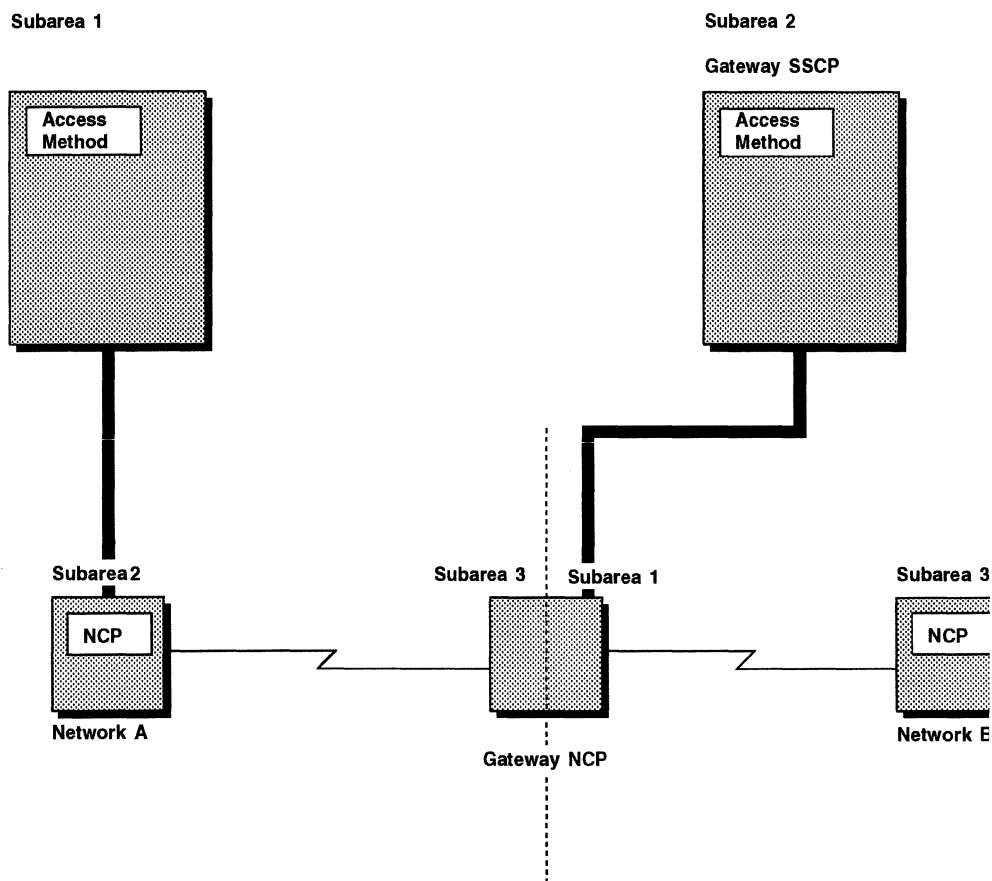 Subarea 1
Subarea 2
Gateway SSCP
Access
Method
Access
Method
Subarea2
Subarea 3
Subarea 1
Subarea 3
NCP
NCP
Network A
Network
Gateway NCP